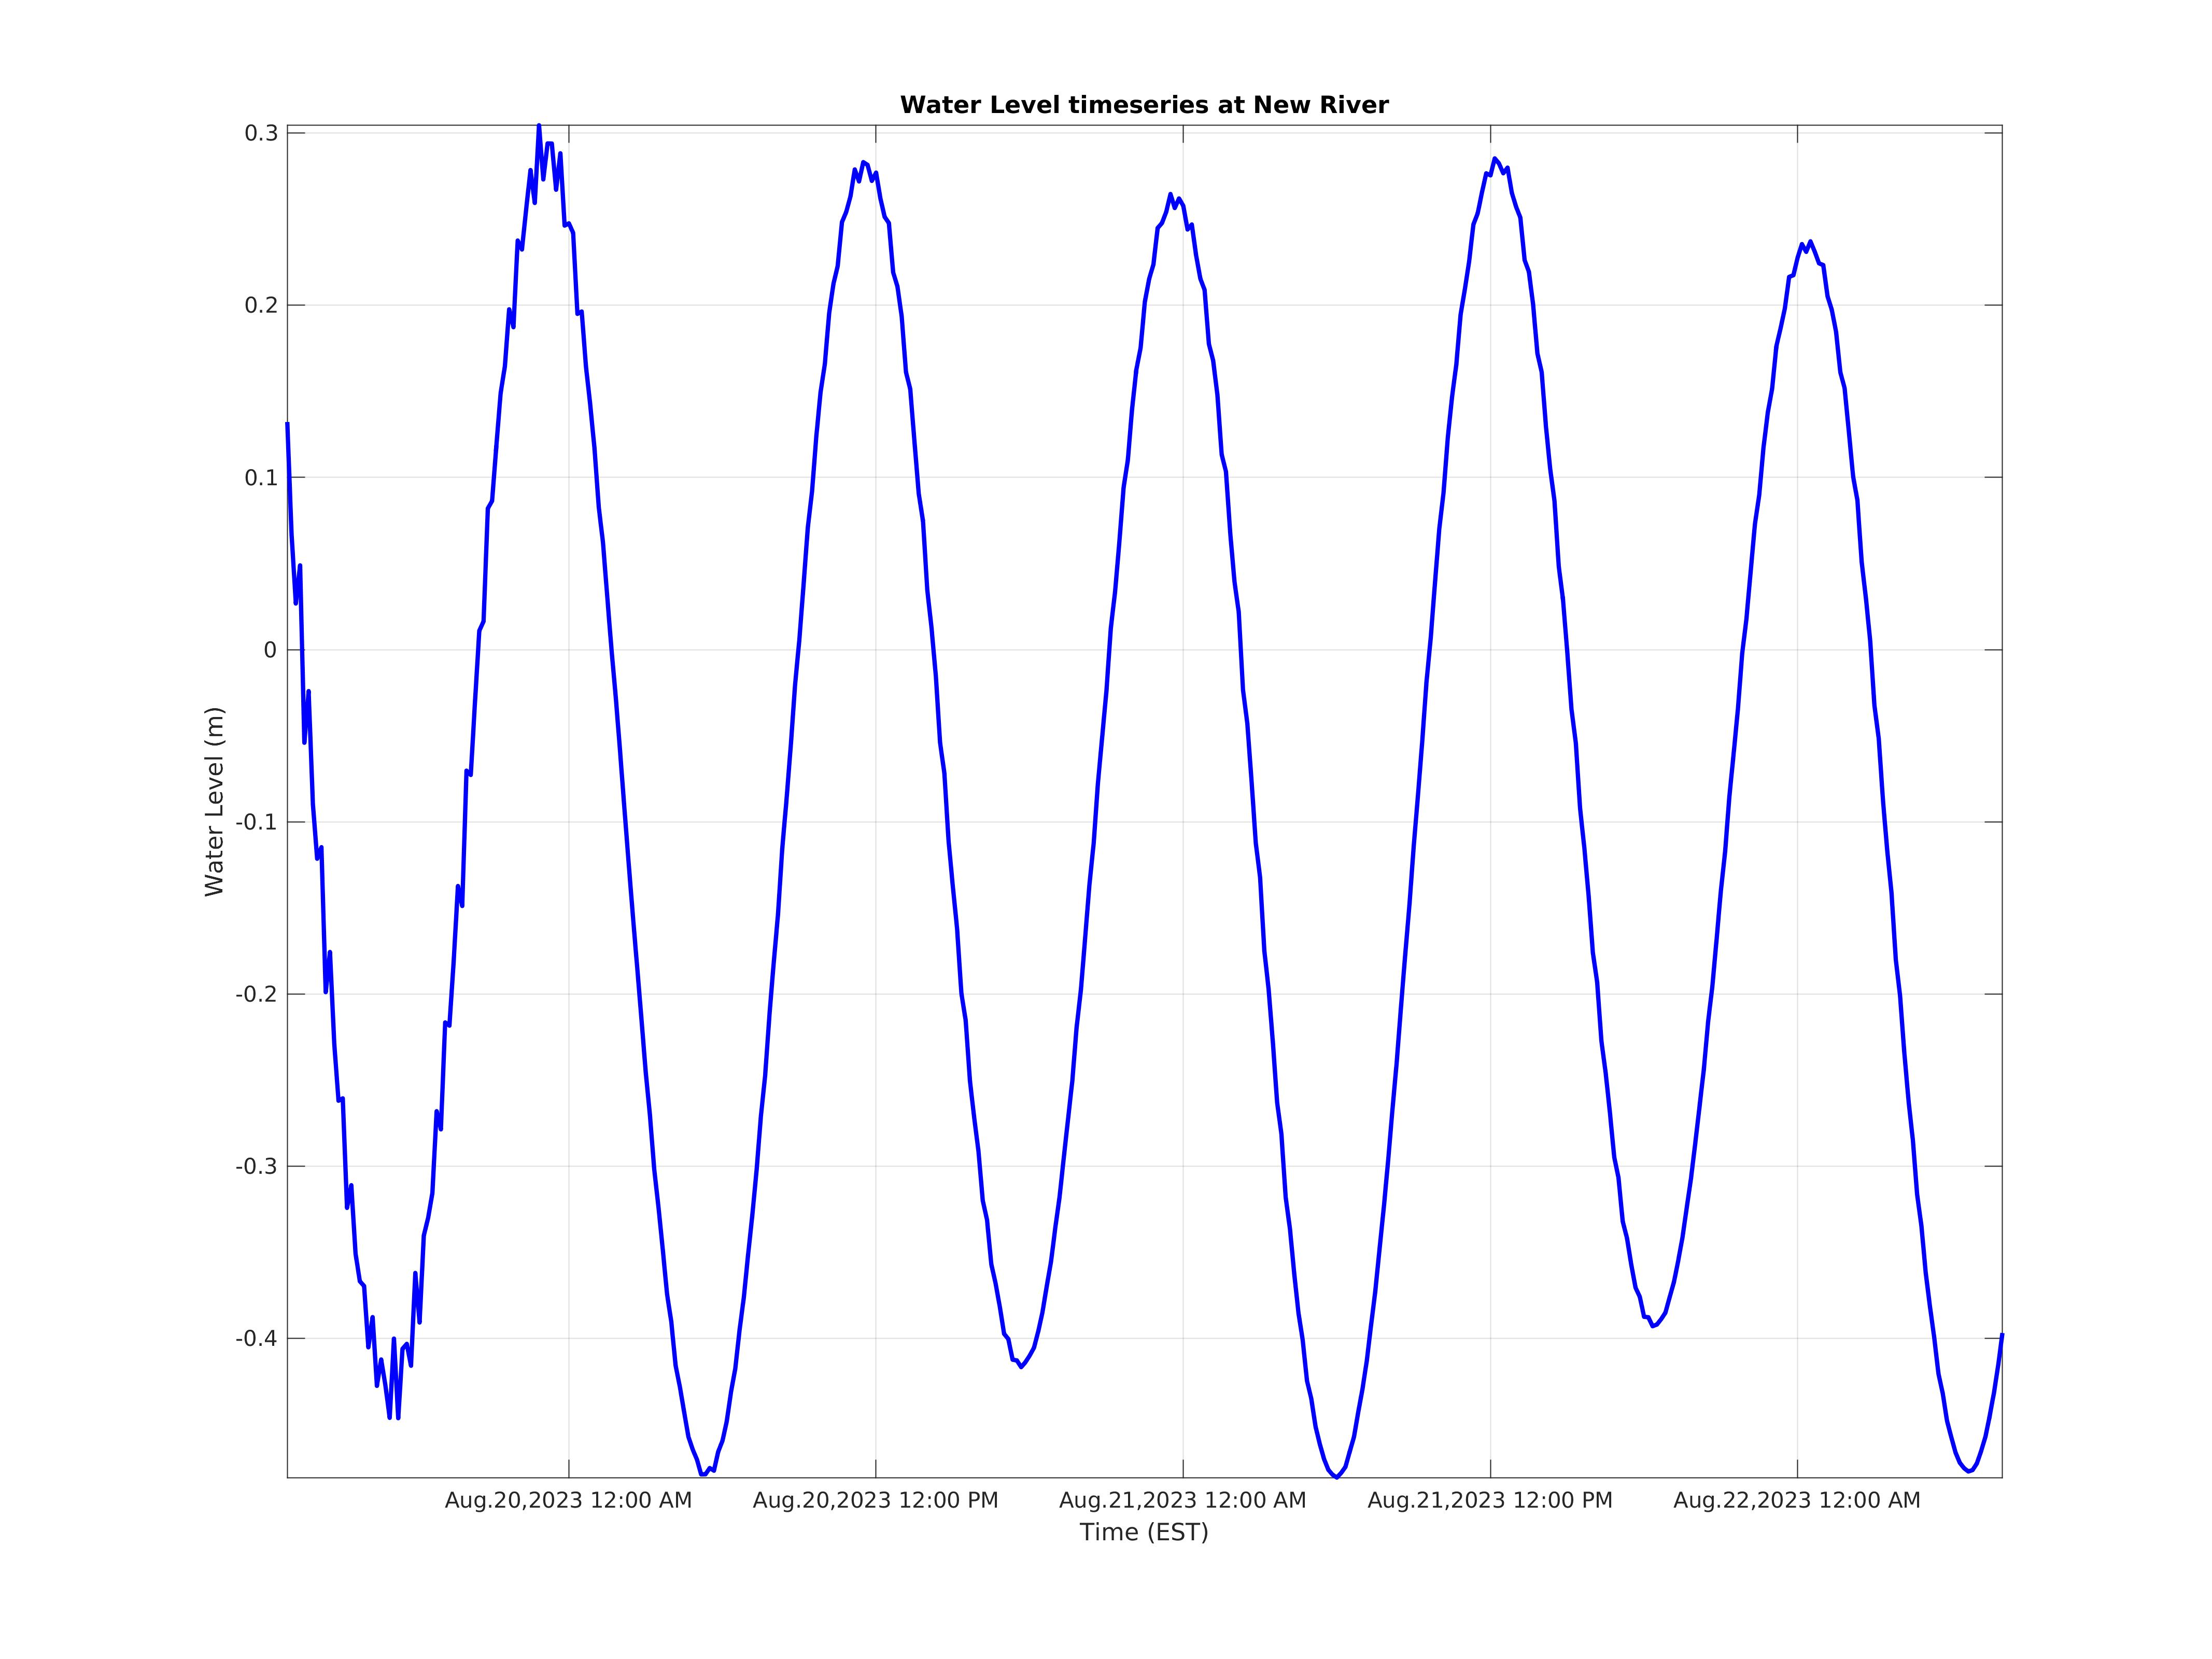 Water Level timeseries at New River
0.3
0.2
0.1
0
-0.1
-0.2
-0.3
-0.4
Water Level (m)
Aug.20,2023 12:00 AM
Aug.20,2023 12:00 PM
Aug.21,2023 12:00 AM
Aug.21,2023 12:00 PM
Aug.22,2023 12:00 AM
Time (EST)